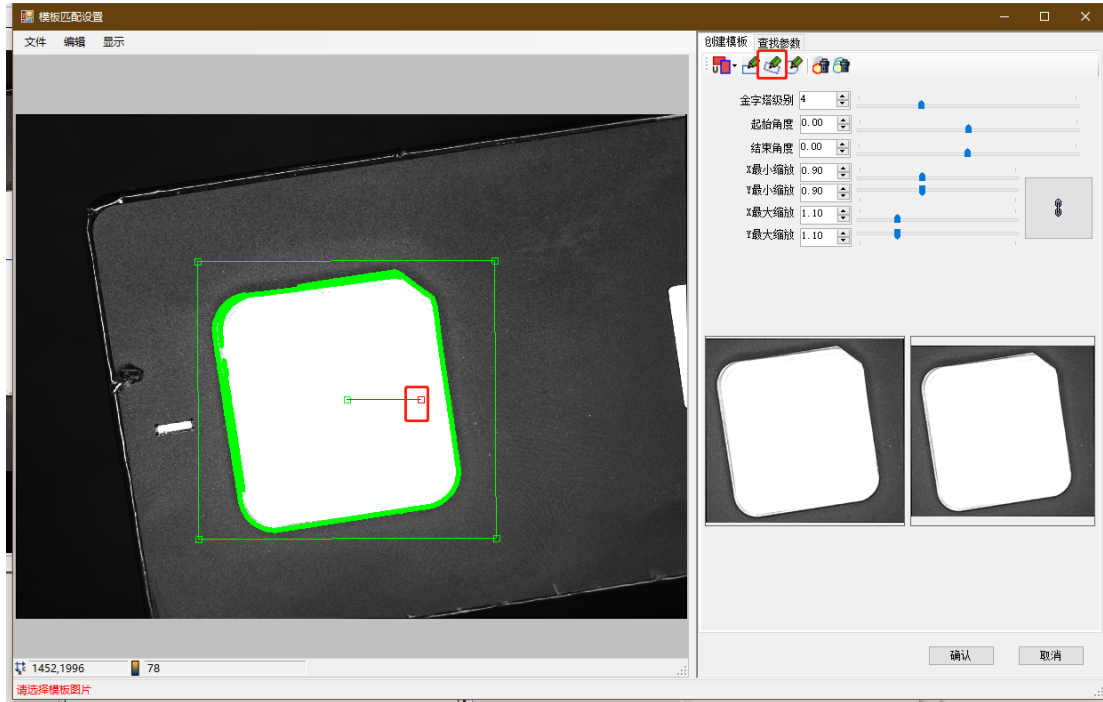 模板匹配设置
文件 编辑 显示
创建模板 查找参数
金字塔级别 4
起始角度 0.00
结束角度 0.00
X最小缩放 0.90
Y最小缩放 0.90
X最大缩放 1.10
Y最大缩放 1.10
确认 取消
1452,1996 78
请选择模板图片